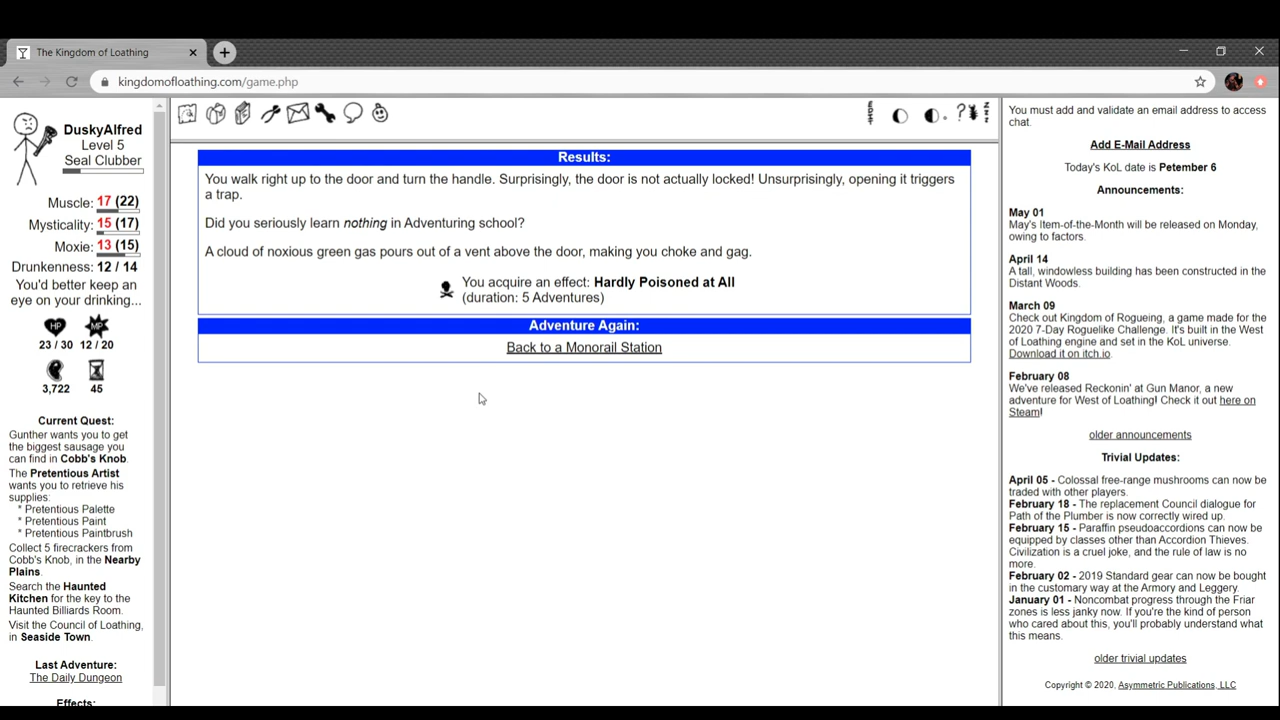 The Kingdom of Loathing
kingdomofloathing.com/game.php
DuskyAlfred
Level 5
Seal Clubber
Muscle: 17 (22)
Mysticality: 15 (17)
Moxie: 13 (15)
Drunkenness: 12 / 14
You'd better keep an
eye on your drinking...
HP MP
23 / 30 12 / 20
3,722 45
Current Quest:
Gunther wants you to get
the biggest sausage you
can find in Cobb's Knob.
The Pretentious Artist
wants you to retrieve his
supplies:
* Pretentious Palette
* Pretentious Paint
* Pretentious Paintbrush
Collect 5 firecrackers from
Cobb's Knob, in the Nearby
Plains.
Search the Haunted
Kitchen for the key to the
Haunted Billiards Room.
Visit the Council of Loathing,
in Seaside Town.
Last Adventure:
The Daily Dungeon
Effects:
Results:
You walk right up to the door and turn the handle. Surprisingly, the door is not actually locked! Unsurprisingly, opening it triggers
a trap.
Did you seriously learn nothing in Adventuring school?
A cloud of noxious green gas pours out of a vent above the door, making you choke and gag.
You acquire an effect: Hardly Poisoned at All
(duration: 5 Adventures)
Adventure Again:
Back to a Monorail Station
You must add and validate an email address to access
chat.
Add E-Mail Address
Today's KoL date is Petember 6
Announcements:
May 01
May's Item-of-the-Month will be released on Monday,
owing to factors.
April 14
A tall, windowless building has been constructed in the
Distant Woods.
March 09
Check out Kingdom of Rogueing, a game made for the
2020 7-Day Roguelike Challenge. It's built in the West
of Loathing engine and set in the KoL universe.
Download it on itch.io.
February 08
We've released Reckonin' at Gun Manor, a new
adventure for West of Loathing! Check it out here on
Steam!
older announcements
Trivial Updates:
April 05 - Colossal free-range mushrooms can now be
traded with other players.
February 18 - The replacement Council dialogue for
Path of the Plumber is now correctly wired up.
February 15 - Paraffin pseudoaccordions can now be
equipped by classes other than Accordion Thieves.
Civilization is a cruel joke, and the rule of law is no
more.
February 02 - 2019 Standard gear can now be bought
in the customary way at the Armory and Leggery.
January 01 - Noncombat progress through the Friar
zones is less janky now. If you're the kind of person
who cared about this, you'll probably understand what
this means.
older trivial updates
Copyright © 2020, Asymmetric Publications, LLC